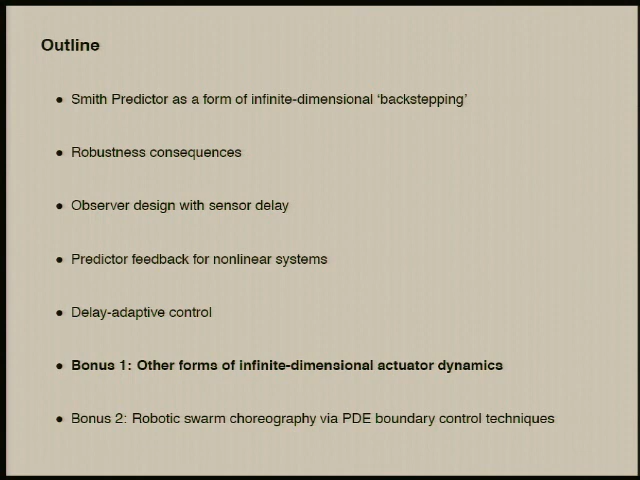 Outline
• Smith Predictor as a form of infinite-dimensional ‘backstepping’
• Robustness consequences
• Observer design with sensor delay
• Predictor feedback for nonlinear systems
• Delay-adaptive control
• Bonus 1: Other forms of infinite-dimensional actuator dynamics
• Bonus 2: Robotic swarm choreography via PDE boundary control techniques